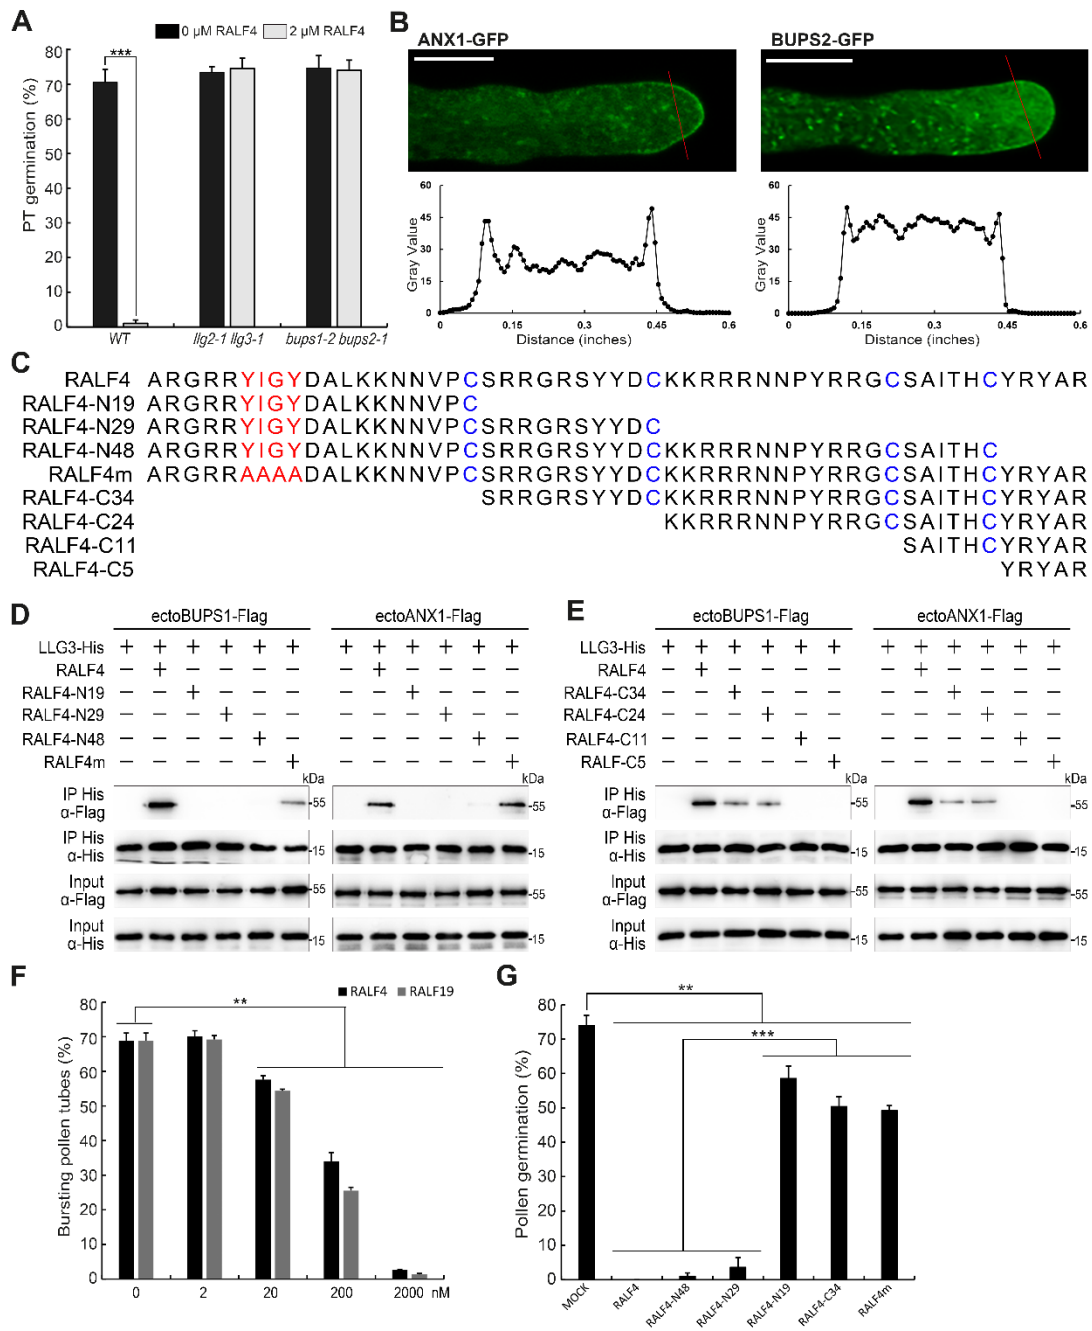 A
0 µM RALF4 2 µM RALF4
***
PT germination (%)
80
70
60
50
40
30
20
10
0
WT llg2-1 llg3-1 bups1-2 bups2-1
B
ANX1-GFP BUPS2-GFP
Gray Value
60
45
30
15
0
0 0.15 0.3 0.45 0.6
Distance (inches)
Gray Value
60
45
30
15
0
0 0.15 0.3 0.45 0.6
Distance (inches)
C
RALF4 ARGRRYIGYDALKKNNVPCSRRGRSYYDCKKRRRNNPYRRGCSAITHCYRYAR
RALF4-N19 ARGRRYIGYDALKKNNVPC
RALF4-N29 ARGRRYIGYDALKKNNVPCSRRGRSYYDC
RALF4-N48 ARGRRYIGYDALKKNNVPCSRRGRSYYDCKKRRRNNPYRRGCSAITHC
RALF4m ARGRRAAAADALKKNNVPCSRRGRSYYDCKKRRRNNPYRRGCSAITHCYRYAR
RALF4-C34 SRRGRSYYDCKKRRRNNPYRRGCSAITHCYRYAR
RALF4-C24 KKRRRNNPYRRGCSAITHCYRYAR
RALF4-C11 SAITHCYRYAR
RALF4-C5 YRYAR
D
ectoBUPS1-Flag ectoANX1-Flag
LLG3-His + + + + + + + + + + + +
RALF4 − + − − − − − + − − − −
RALF4-N19 − − + − − − − − + − − −
RALF4-N29 − − − + − − − − − + − −
RALF4-N48 − − − − + − − − − − + −
RALF4m − − − − − + − − − − − +
kDa kDa
IP His α-Flag -55 -55
IP His α-His -15 -15
Input α-Flag -55 -55
Input α-His -15 -15
E
ectoBUPS1-Flag ectoANX1-Flag
LLG3-His + + + + + + + + + + + +
RALF4 − + − − − − − + − − − −
RALF4-C34 − − + − − − − − + − − −
RALF4-C24 − − − + − − − − − + − −
RALF4-C11 − − − − + − − − − − + −
RALF-C5 − − − − − + − − − − − +
kDa kDa
IP His α-Flag -55 -55
IP His α-His -15 -15
Input α-Flag -55 -55
Input α-His -15 -15
F
RALF4 RALF19
**
Bursting pollen tubes (%)
80
70
60
50
40
30
20
10
0
0 2 20 200 2000 nM
G
**
***
Pollen germination (%)
80
70
60
50
40
30
20
10
0
MOCK RALF4 RALF4-N48 RALF4-N29 RALF4-N19 RALF4-C34 RALF4m